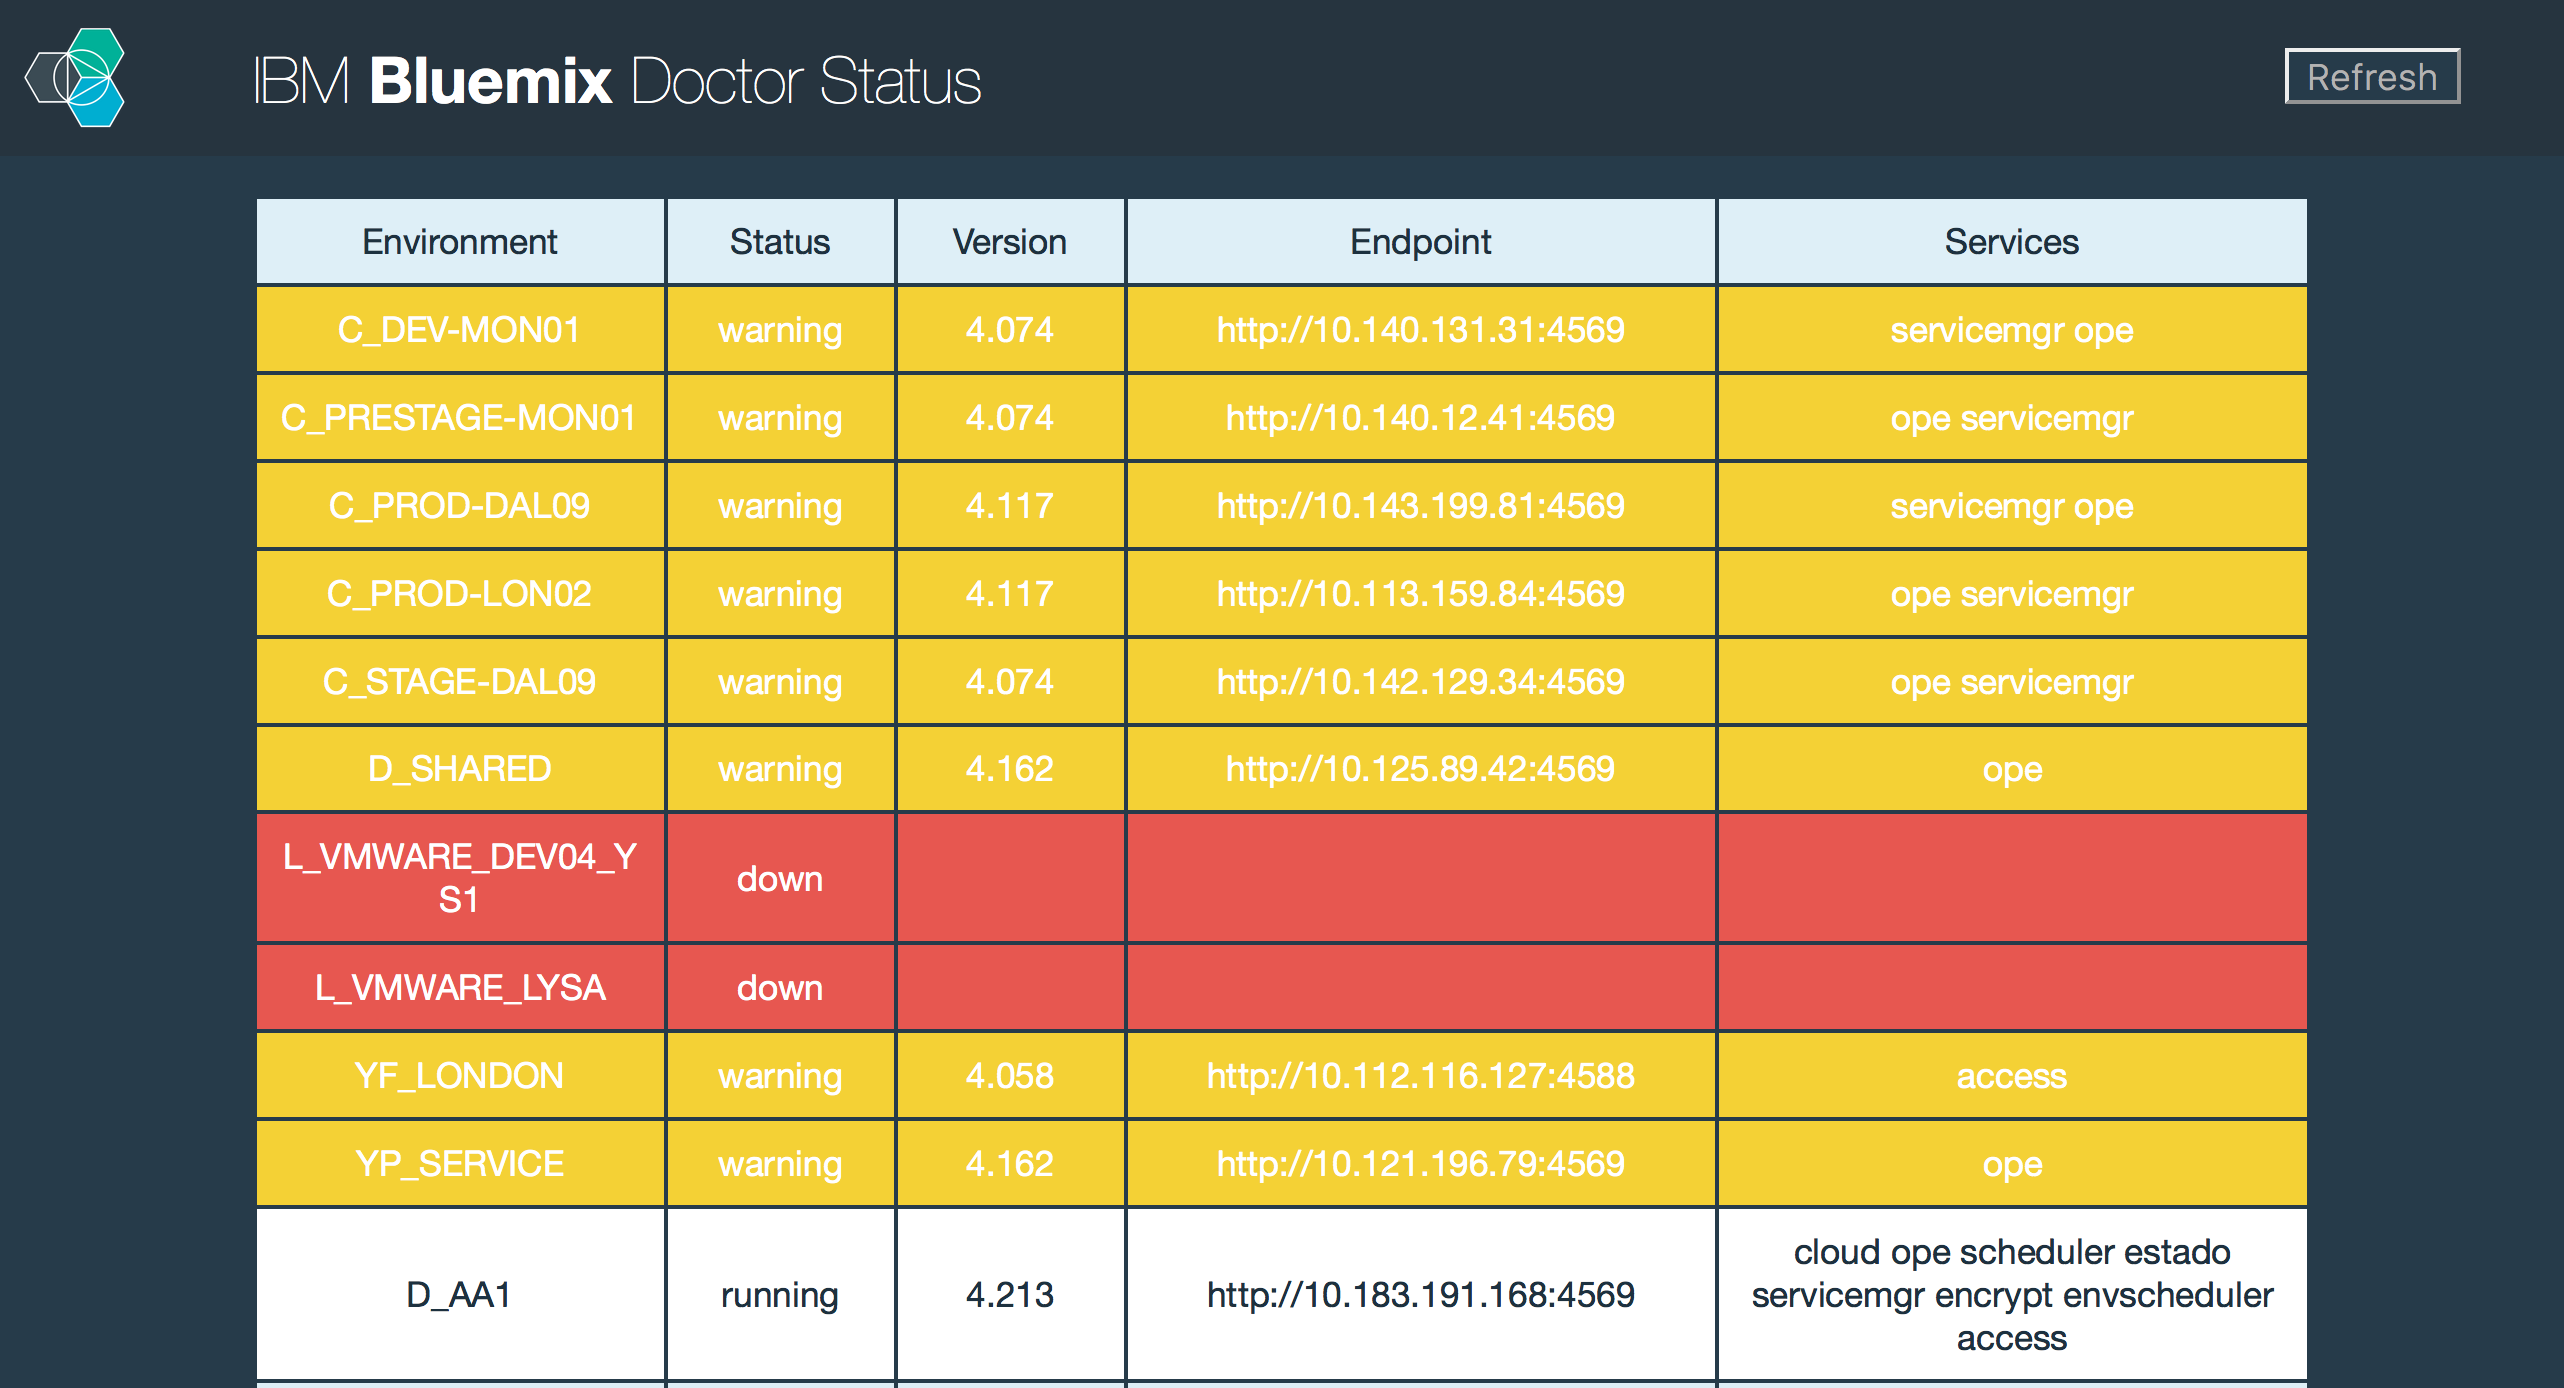 IBM Bluemix Doctor Status
Refresh
Environment Status Version Endpoint Services
C_DEV-MON01 warning 4.074 http://10.140.131.31:4569 servicemgr ope
C_PRESTAGE-MON01 warning 4.074 http://10.140.12.41:4569 ope servicemgr
C_PROD-DAL09 warning 4.117 http://10.143.199.81:4569 servicemgr ope
C_PROD-LON02 warning 4.117 http://10.113.159.84:4569 ope servicemgr
C_STAGE-DAL09 warning 4.074 http://10.142.129.34:4569 ope servicemgr
D_SHARED warning 4.162 http://10.125.89.42:4569 ope
L_VMWARE_DEV04_Y
S1
down
L_VMWARE_LYSA down
YF_LONDON warning 4.058 http://10.112.116.127:4588 access
YP_SERVICE warning 4.162 http://10.121.196.79:4569 ope
D_AA1 running 4.213 http://10.183.191.168:4569
cloud ope scheduler estado
servicemgr encrypt envscheduler
access